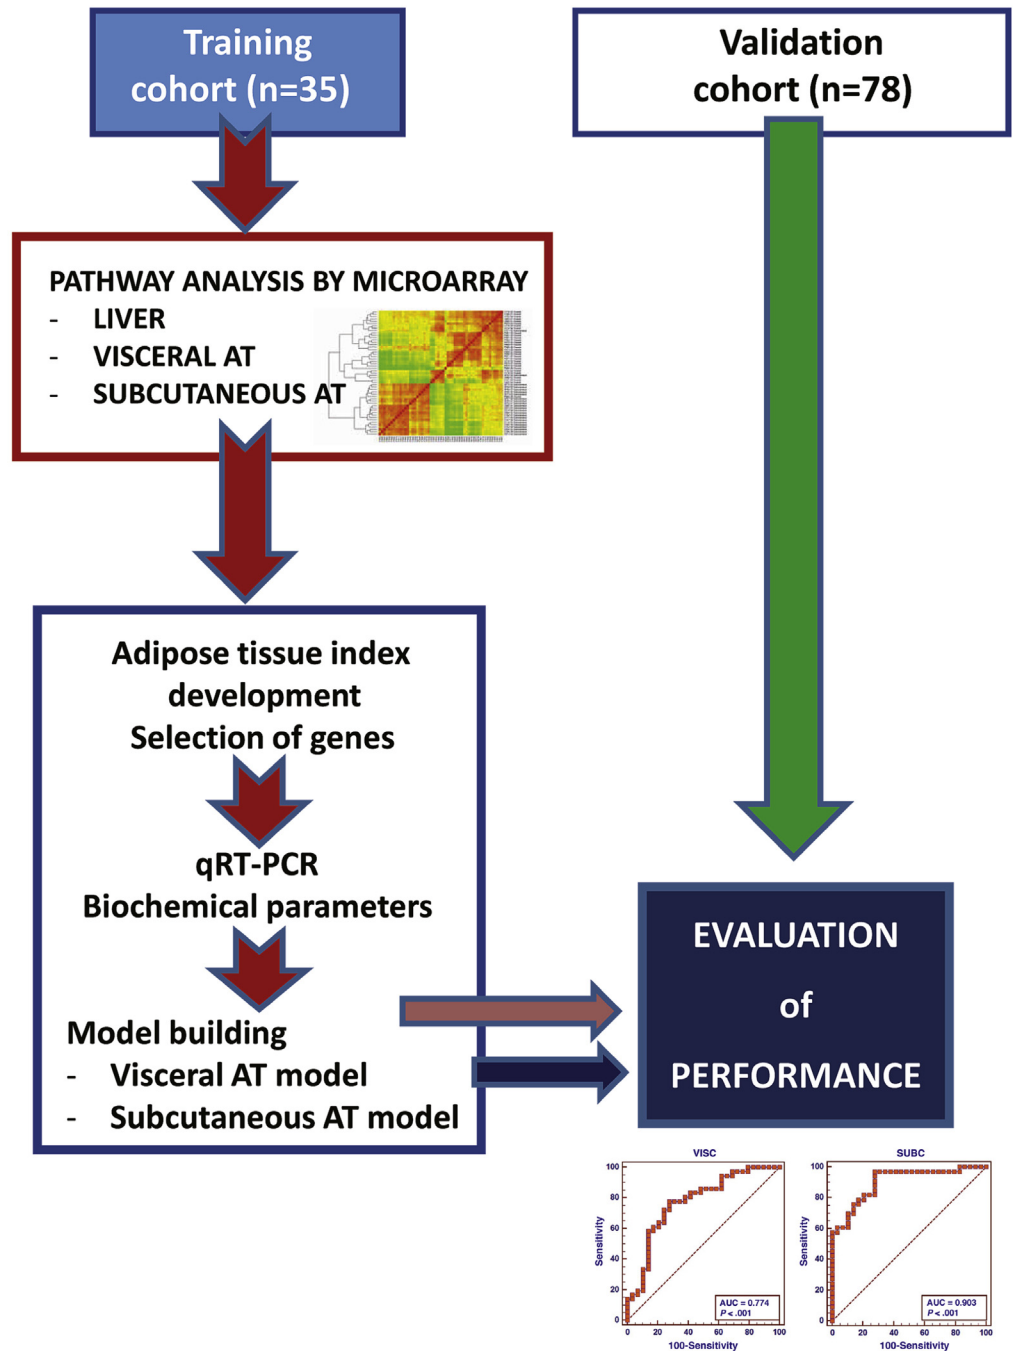 Training
cohort (n=35)
Validation
cohort (n=78)
PATHWAY ANALYSIS BY MICROARRAY
- LIVER
- VISCERAL AT
- SUBCUTANEOUS AT
Adipose tissue index
development
Selection of genes
qRT-PCR
Biochemical parameters
Model building
- Visceral AT model
- Subcutaneous AT model
EVALUATION
of
PERFORMANCE
VISC
100
80
60
40
20
0
Sensitivity
AUC = 0.774
P < .001
0 20 40 60 80 100
100-Sensitivity
SUBC
100
80
60
40
20
0
Sensitivity
AUC = 0.903
P < .001
0 20 40 60 80 100
100-Sensitivity